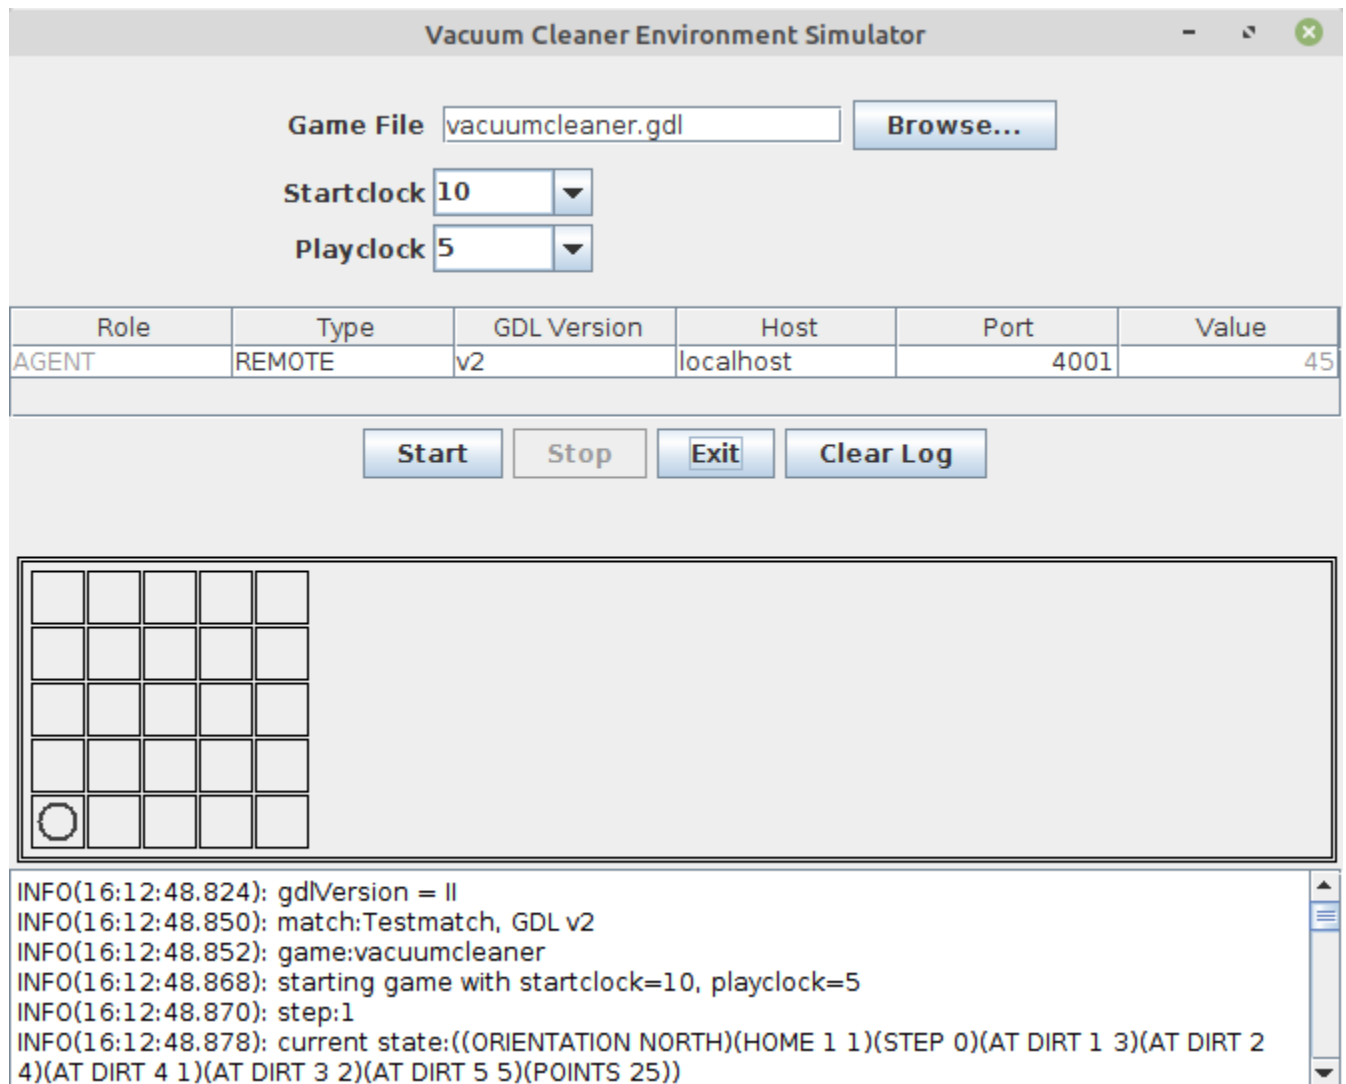 Vacuum Cleaner Environment Simulator
Game File vacuumcleaner.gdl Browse...
Startclock 10
Playclock 5
Role Type GDL Version Host Port Value
AGENT REMOTE v2 localhost 4001 45
Start Stop Exit Clear Log
INFO(16:12:48.824): gdlVersion = II
INFO(16:12:48.850): match:Testmatch, GDL v2
INFO(16:12:48.852): game:vacuumcleaner
INFO(16:12:48.868): starting game with startclock=10, playclock=5
INFO(16:12:48.870): step:1
INFO(16:12:48.878): current state:((ORIENTATION NORTH)(HOME 1 1)(STEP 0)(AT DIRT 1 3)(AT DIRT 2
4)(AT DIRT 4 1)(AT DIRT 3 2)(AT DIRT 5 5)(POINTS 25))